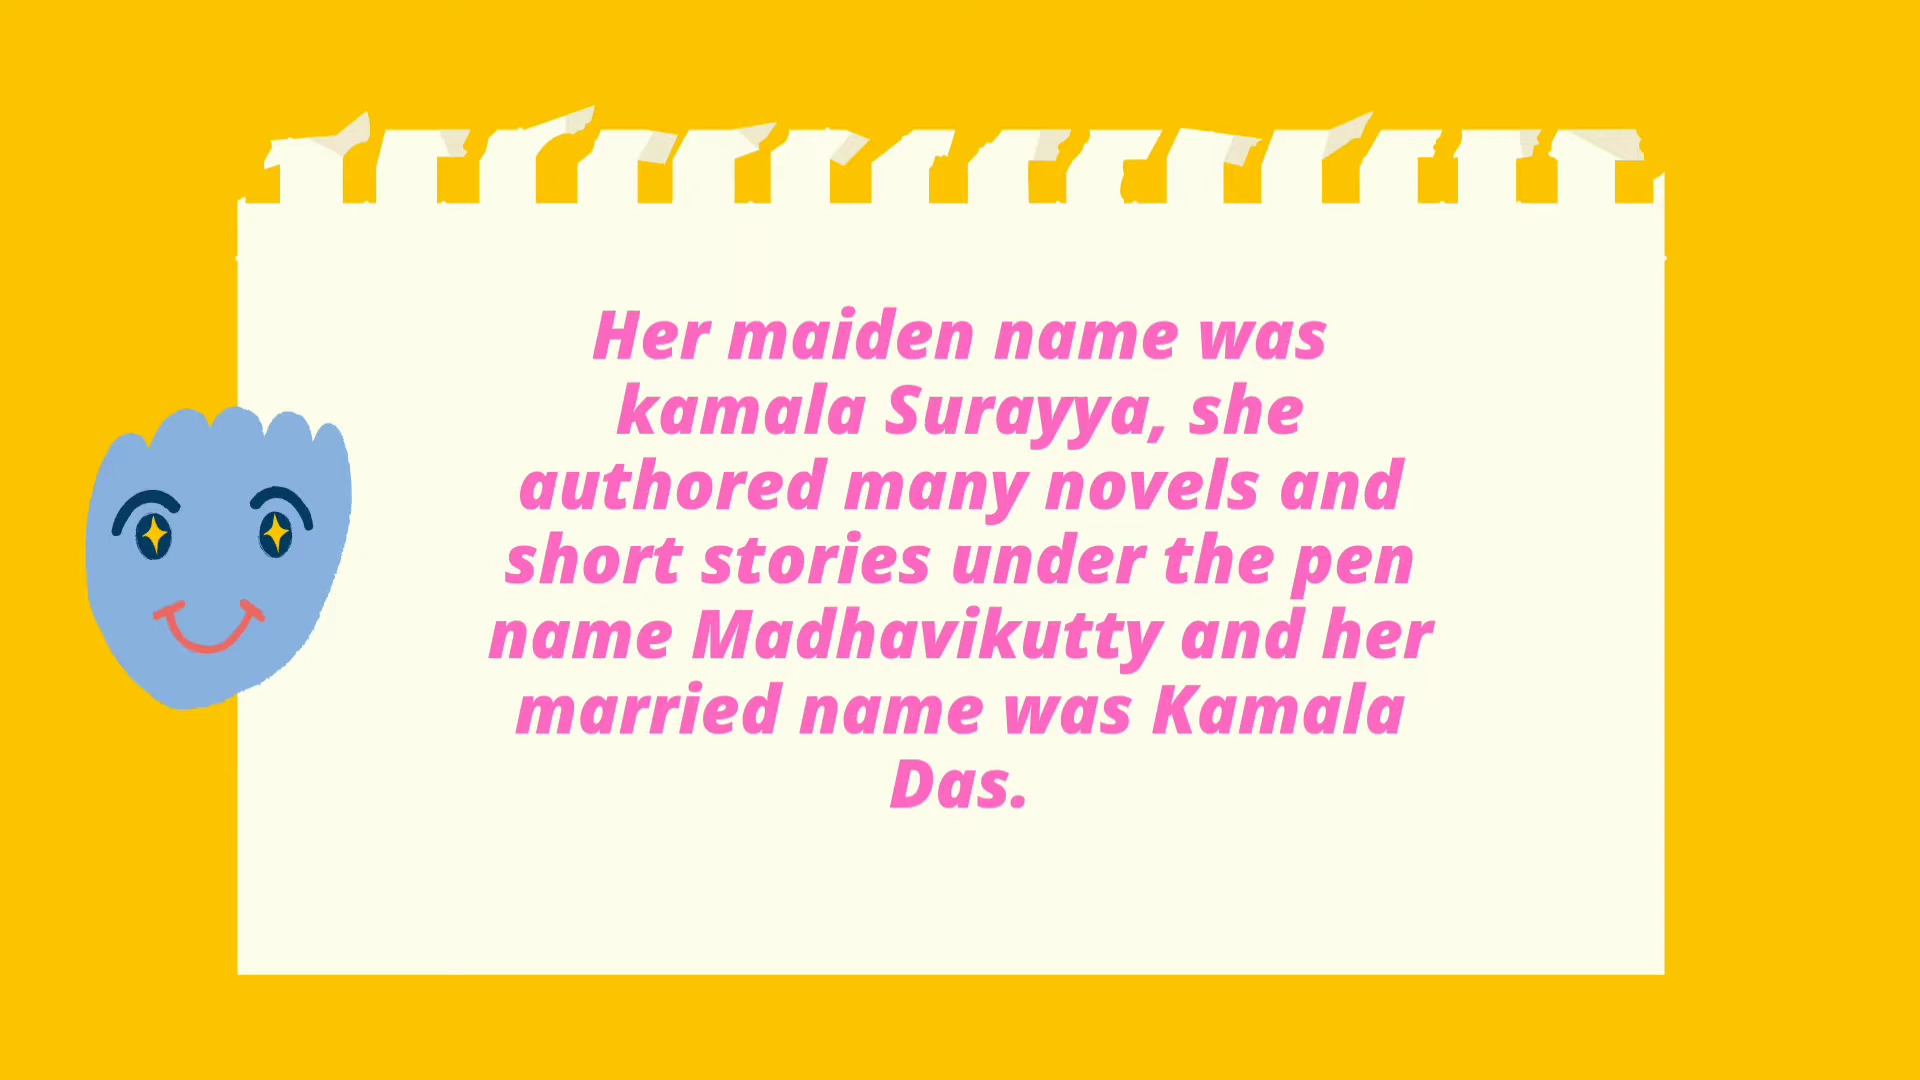 Her maiden name was
kamala Surayya, she
authored many novels and
short stories under the pen
name Madhavikutty and her
married name was Kamala
Das.